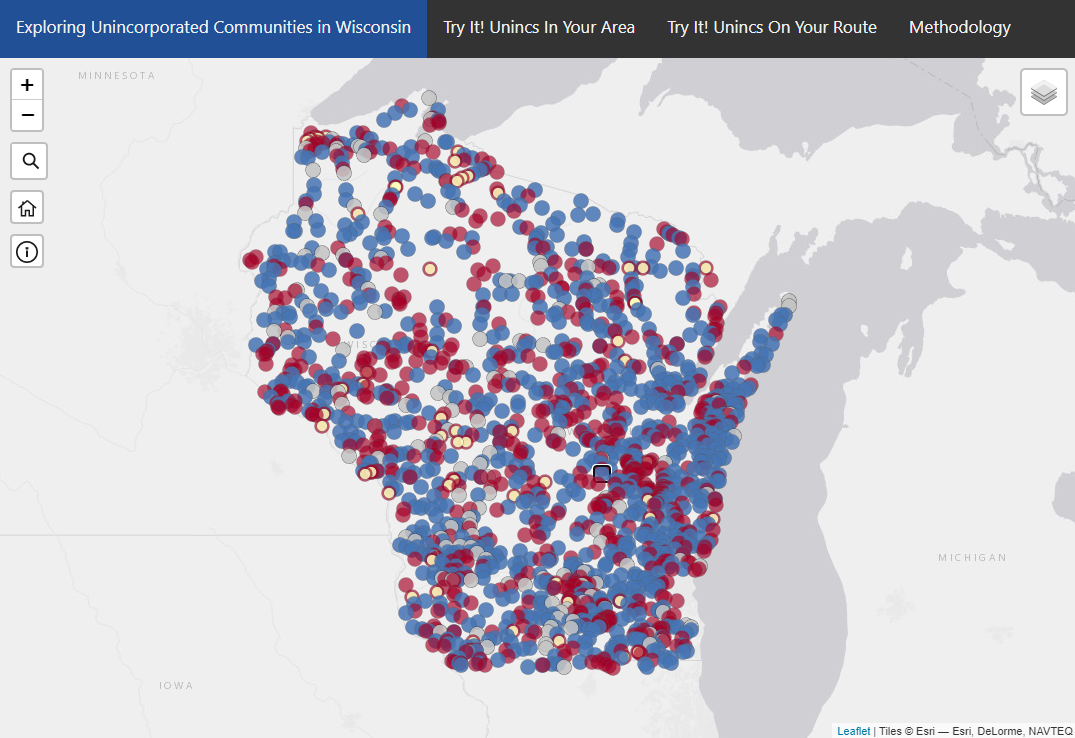 Exploring Unincorporated Communities in Wisconsin Try It! Unincs In Your Area Try It! Unincs On Your Route Methodology
MINNESOTA
+
−
MICHIGAN
IOWA
Leaflet | Tiles © Esri — Esri, DeLorme, NAVTEQ